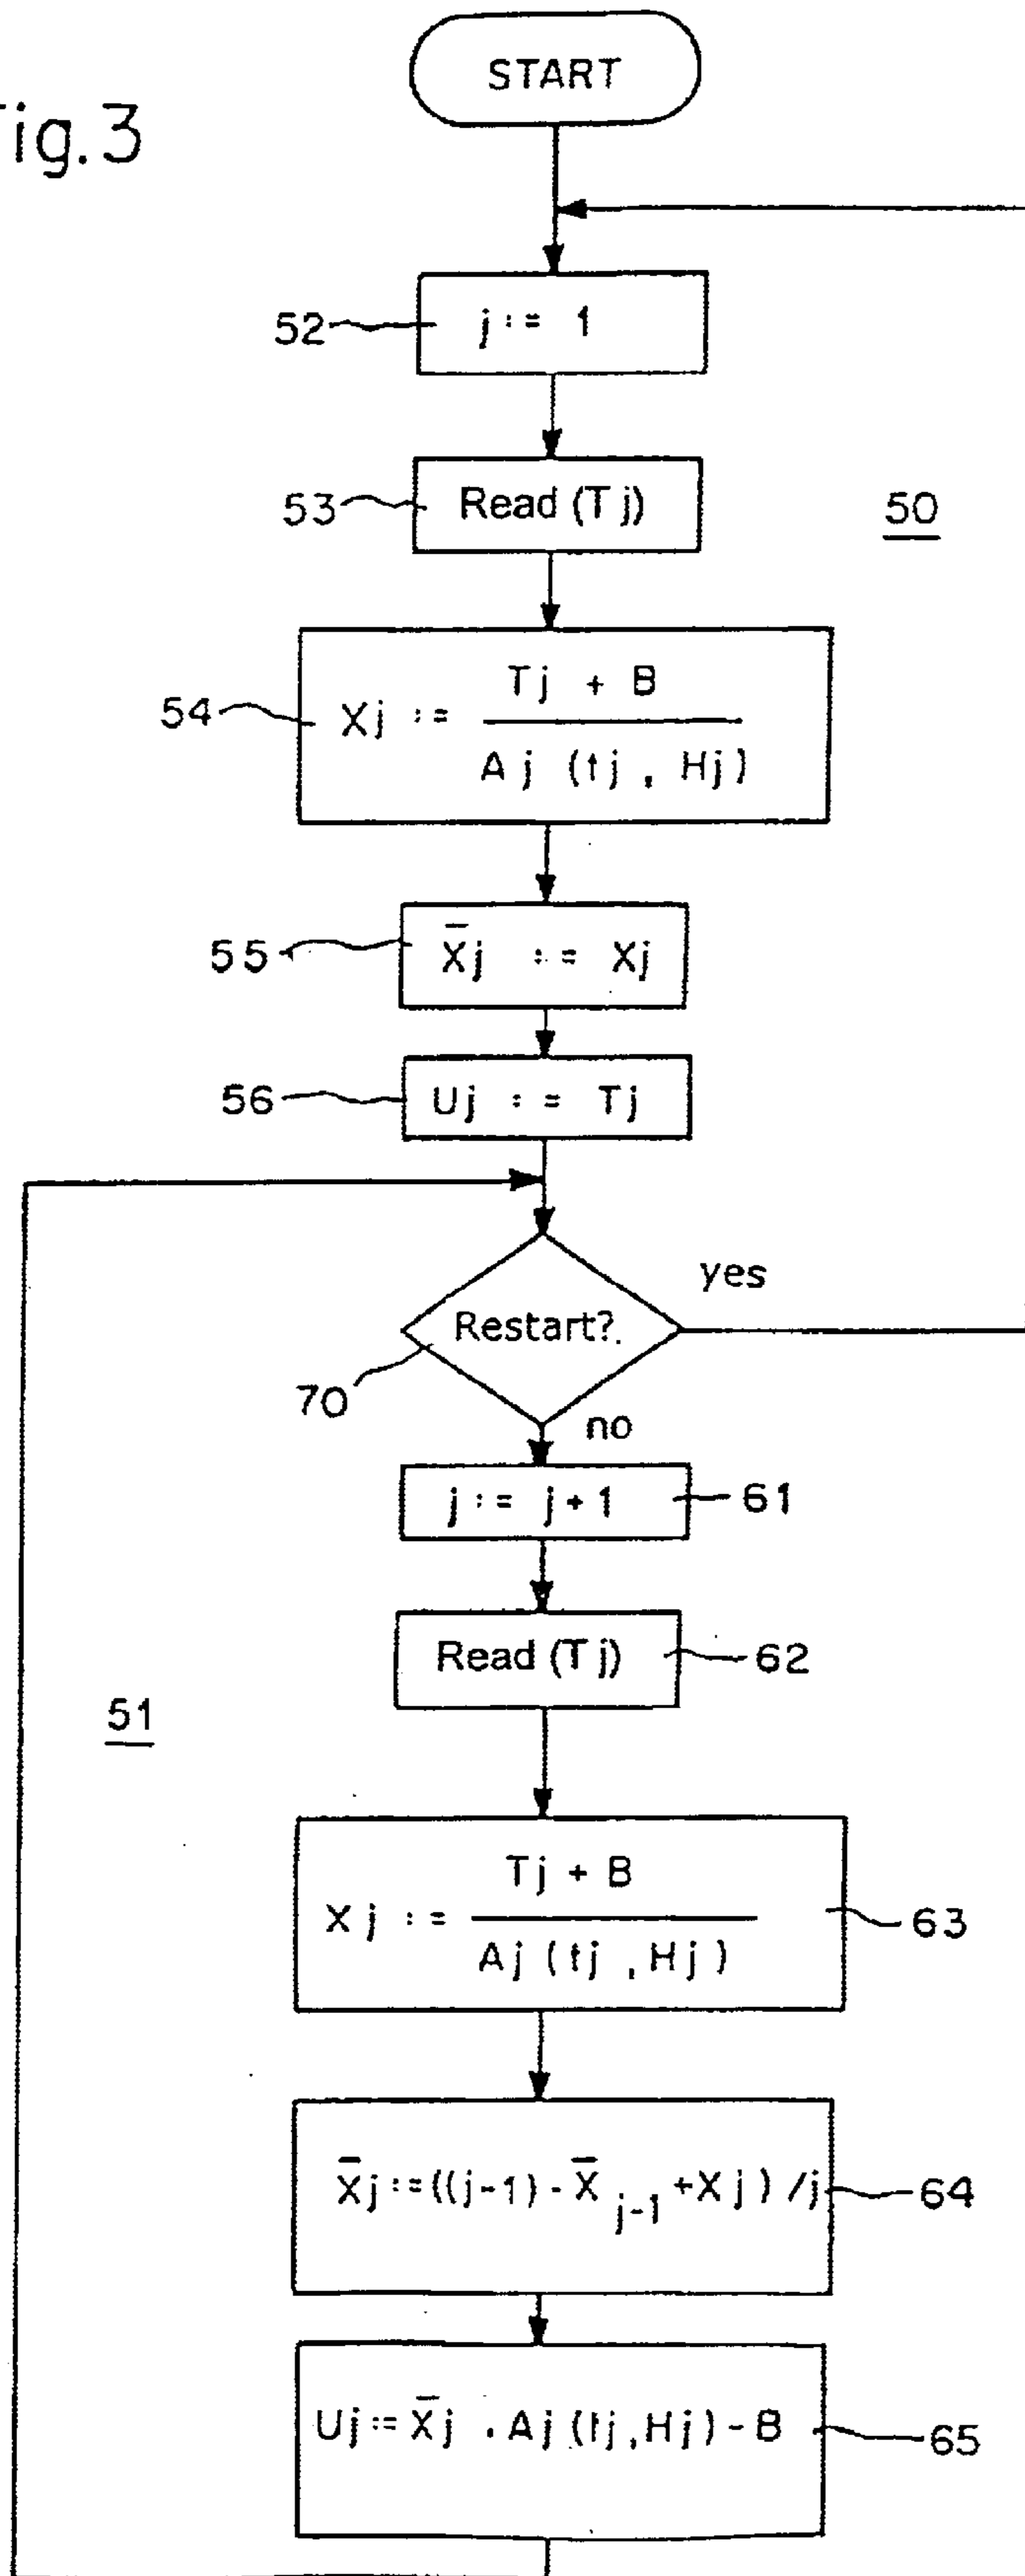 START
ig.3
52
j := 1
53
Read (Tj)
50
54
Xj := Tj + B
Aj (tj , Hj)
55
X̄j := Xj
56
Uj := Tj
yes
Restart?
70
no
j := j+1
61
Read (Tj)
62
51
Xj := Tj + B
Aj (tj , Hj)
63
X̄j := ((j-1) - X̄j-1 + Xj) /j
64
Uj := X̄j . Aj (tj, Hj) - B
65